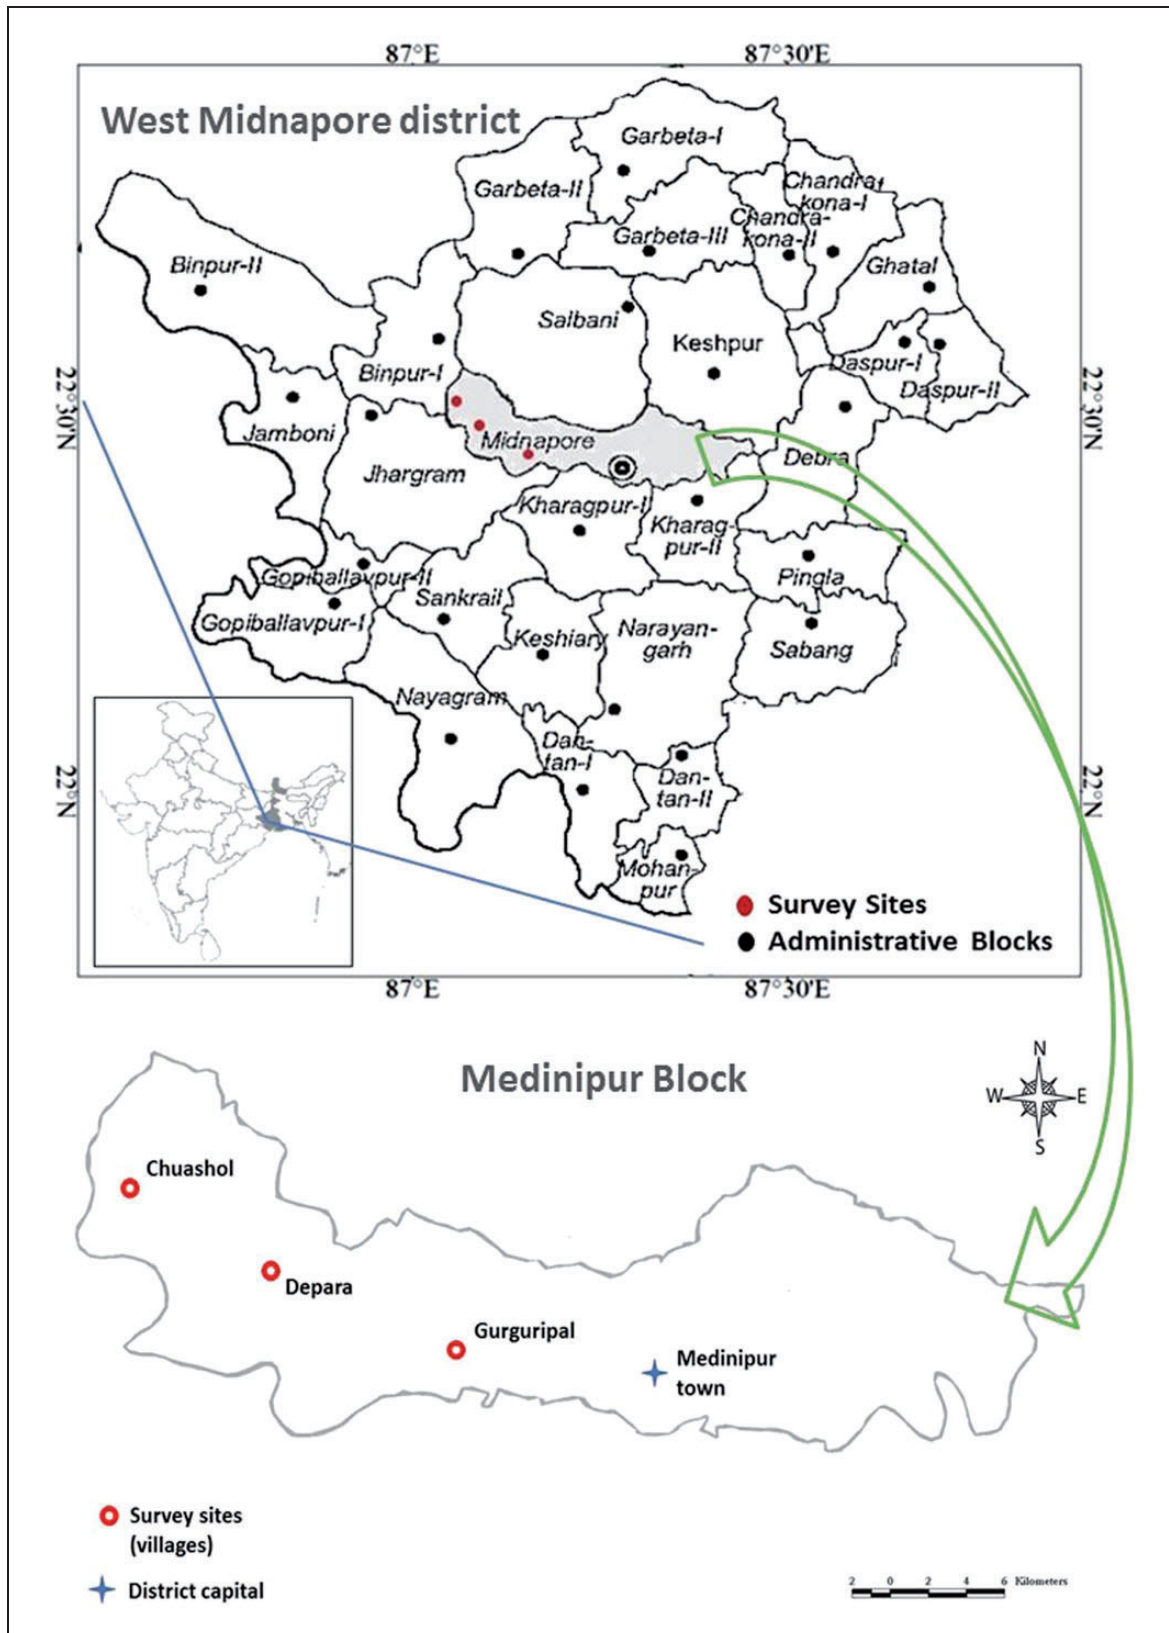 87°E 87°30'E
West Midnapore district
Garbeta-I
Garbeta-II
Chandra-
kona-I
Chandra-
kona-II
Garbeta-III
Binpur-II
Ghatal
Salbani
Keshpur
Binpur-I
Daspur-I
Daspur-II
22°30'N
22°30'N
Jamboni
Midnapore
Jhargram
Debra
Kharagpur-I
Kharag-
pur-II
Gopiballavpur-II
Sankrail
Pingla
Gopiballavpur-I
Keshiary
Narayan-
garh
Sabang
Nayagram
Dan-
tan-I
Dan-
tan-II
22°N
22°N
Mohan-
pur
Survey Sites
Administrative Blocks
87°E 87°30'E
Medinipur Block
N
W E
S
Chuashol
Depara
Gurguripal
Medinipur
town
Survey sites
(villages)
District capital
2 0 2 4 6 Kilometers